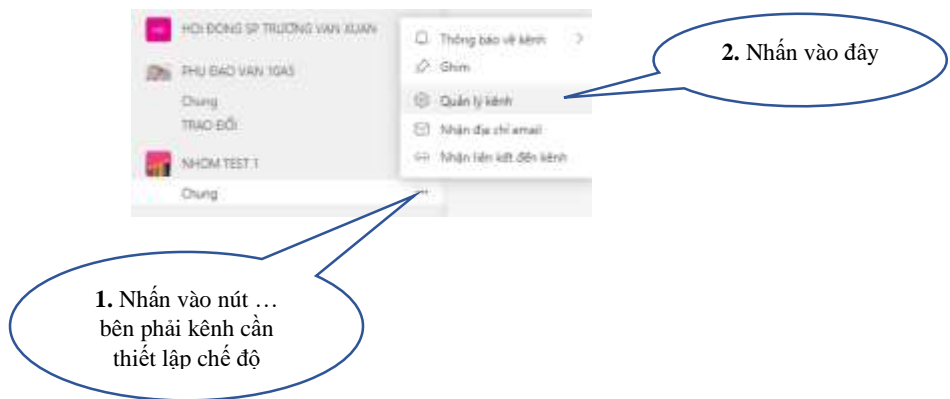 HỘI ĐỒNG SP TRƯỜNG VẠN XUÂN
PHỤ ĐẠO VĂN 10A5
Chung
TRAO ĐỔI
NHÓM TEST 1
Chung
...
Thông báo về kênh
Ghim
Quản lý kênh
Nhận địa chỉ email
Nhận liên kết đến kênh
2. Nhấn vào đây
1. Nhấn vào nút …
bên phải kênh cần
thiết lập chế độ